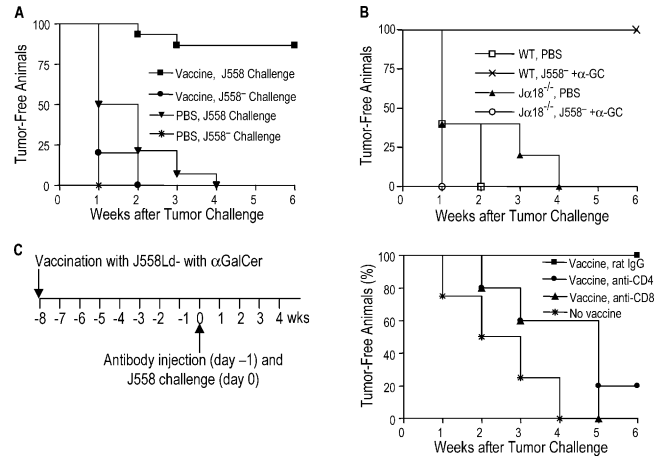 A
Tumor-Free Animals
100
75
50
25
0
Vaccine, J558 Challenge
Vaccine, J558⁻ Challenge
PBS, J558 Challenge
PBS, J558⁻ Challenge
0 1 2 3 4 5 6
Weeks after Tumor Challenge
B
Tumor-Free Animals
100
75
50
25
0
WT, PBS
WT, J558⁻ +α-GC
Jα18⁻/⁻, PBS
Jα18⁻/⁻, J558⁻ +α-GC
0 1 2 3 4 5 6
Weeks after Tumor Challenge
C
Vaccination with J558Ld- with αGalCer
-8 -7 -6 -5 -4 -3 -2 -1 0 1 2 3 4 wks
Antibody injection (day –1) and
J558 challenge (day 0)
Tumor-Free Animals (%)
100
80
60
40
20
0
Vaccine, rat IgG
Vaccine, anti-CD4
Vaccine, anti-CD8
No vaccine
0 1 2 3 4 5 6
Weeks after Tumor Challenge